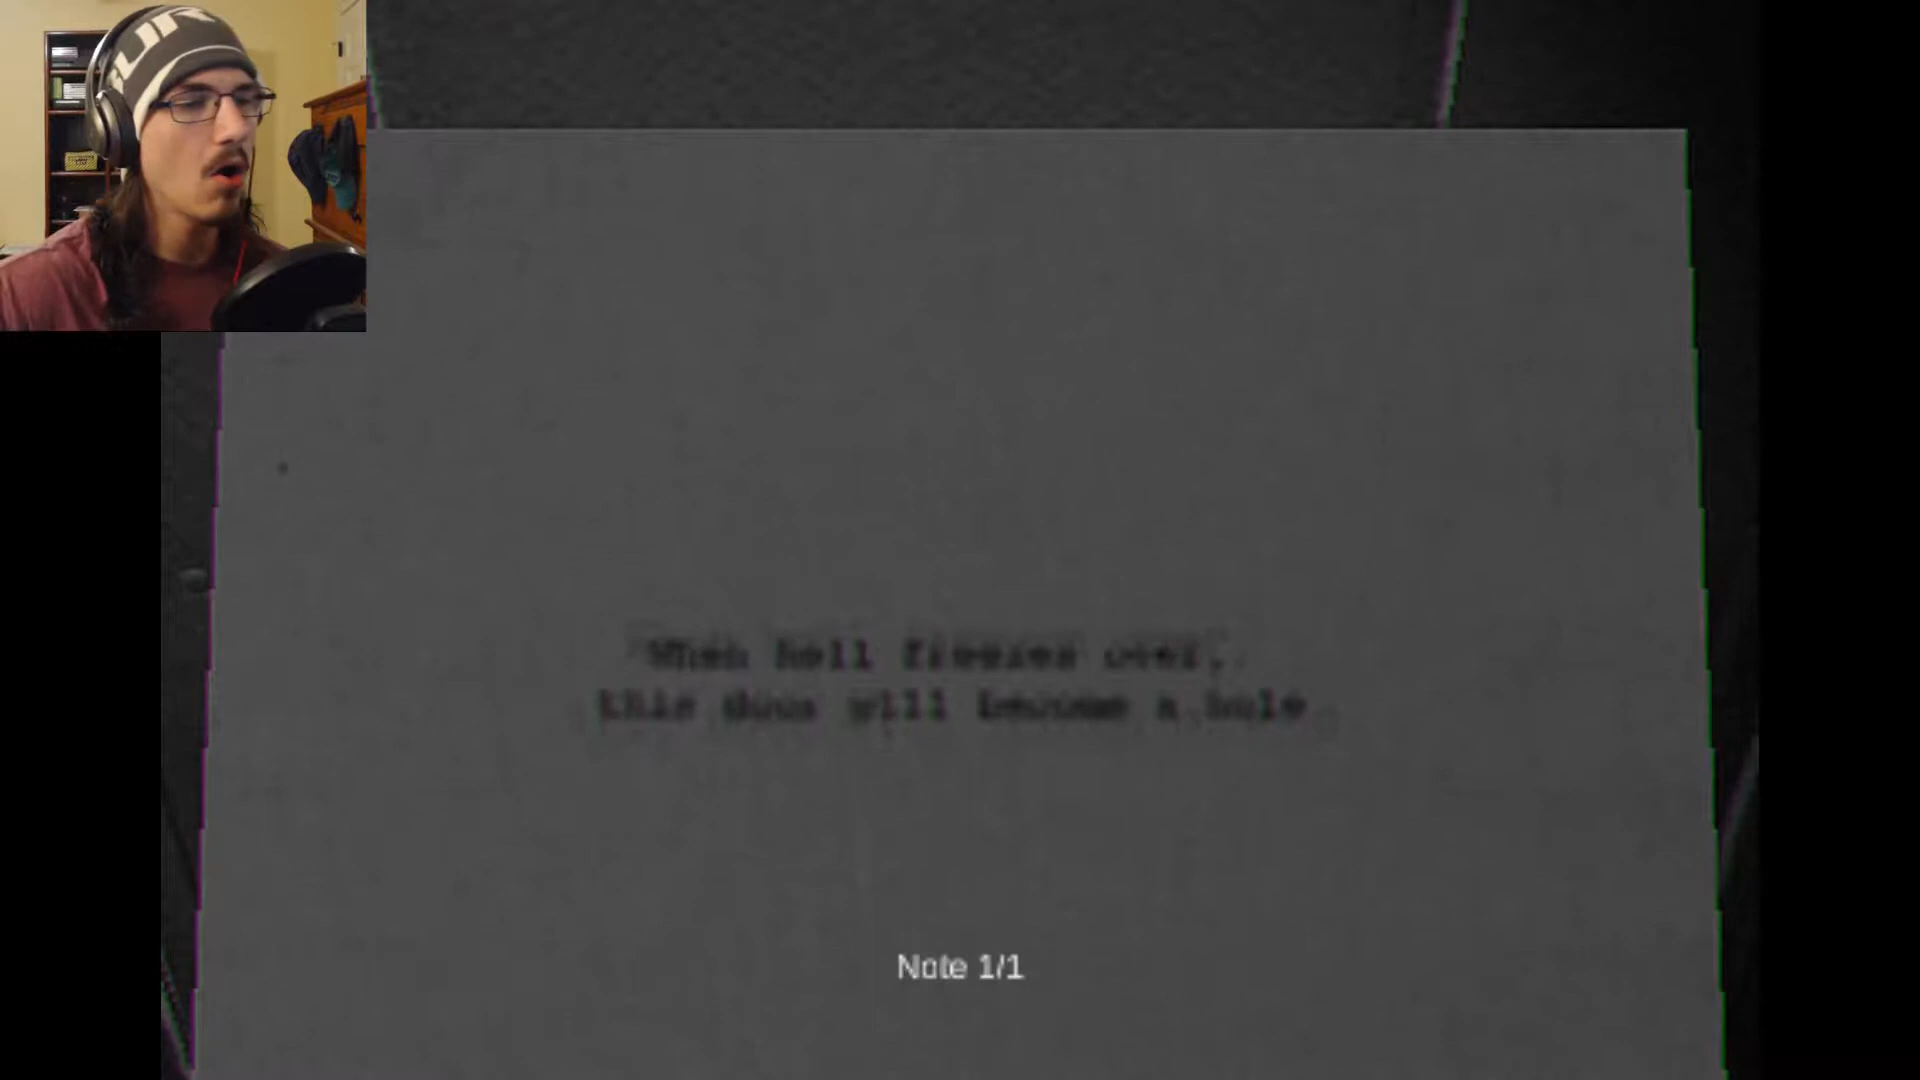 When hell freezes over,
this door will become a hole
Note 1/1